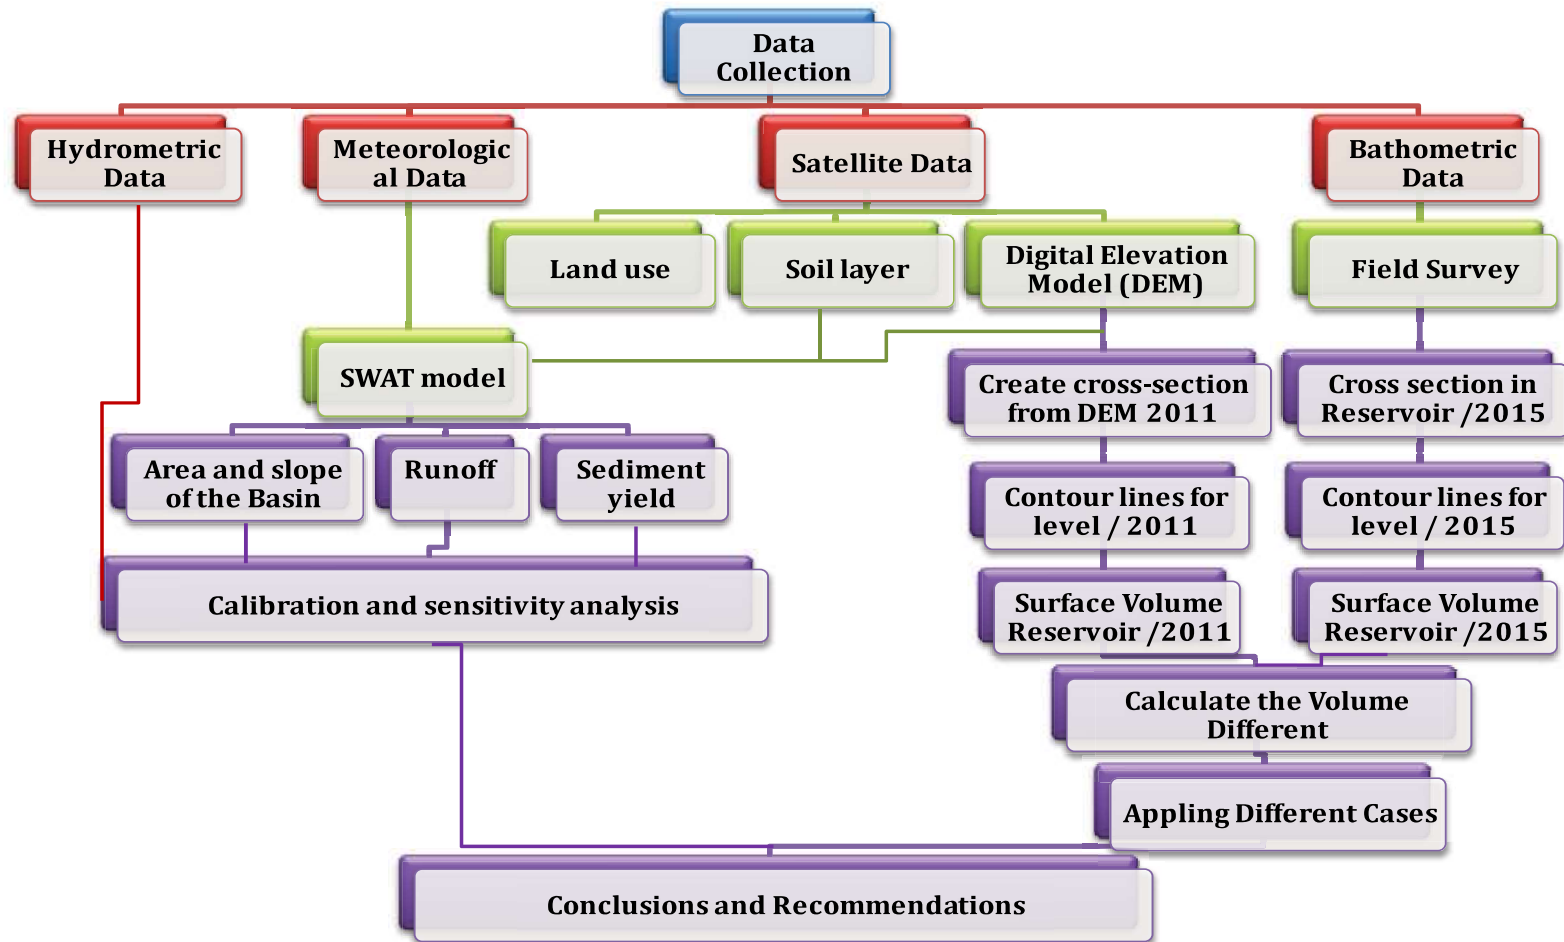 Data
Collection
Hydrometric
Data
Meteorologic
al Data
Satellite Data
Bathometric
Data
Land use
Soil layer
Digital Elevation
Model (DEM)
Field Survey
SWAT model
Create cross-section
from DEM 2011
Cross section in
Reservoir /2015
Area and slope
of the Basin
Runoff
Sediment
yield
Contour lines for
level / 2011
Contour lines for
level / 2015
Calibration and sensitivity analysis
Surface Volume
Reservoir /2011
Surface Volume
Reservoir /2015
Calculate the Volume
Different
Appling Different Cases
Conclusions and Recommendations